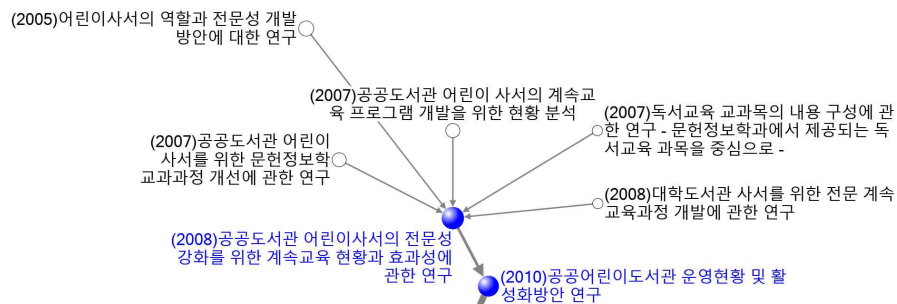 (2005)어린이사서의 역할과 전문성 개발
방안에 대한 연구
(2007)공공도서관 어린이 사서의 계속교
육 프로그램 개발을 위한 현황 분석
(2007)독서교육 교과목의 내용 구성에 관
한 연구 - 문헌정보학과에서 제공되는 독
서교육 과목을 중심으로 -
(2007)공공도서관 어린이
사서를 위한 문헌정보학
교과과정 개선에 관한 연구
(2008)대학도서관 사서를 위한 전문 계속
교육과정 개발에 관한 연구
(2008)공공도서관 어린이사서의 전문성
강화를 위한 계속교육 현황과 효과성에
관한 연구
(2010)공공어린이도서관 운영현황 및 활
성화방안 연구